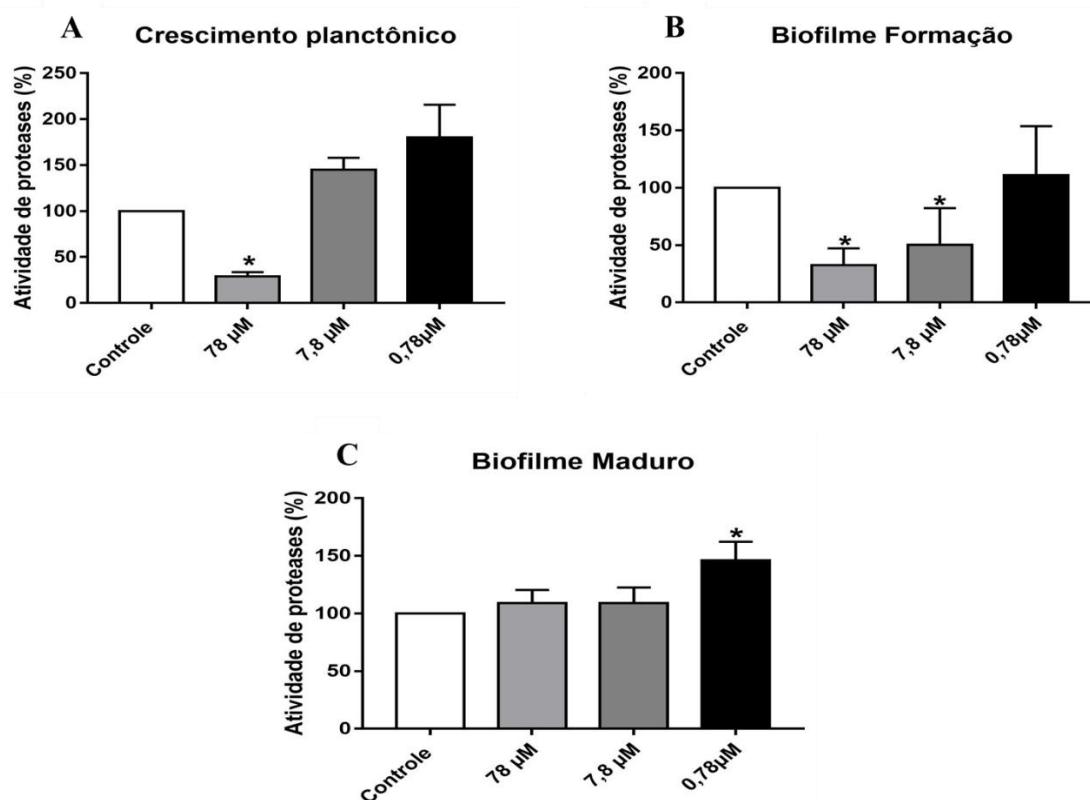 A
Crescimento planctônico
Atividade de proteases (%)
250
200
150
100
50
0
*
Controle
78 µM
7,8 µM
0,78µM
B
Biofilme Formação
Atividade de proteases (%)
200
150
100
50
0
*
*
Controle
78 µM
7,8 µM
0,78µM
C
Biofilme Maduro
Atividade de proteases (%)
200
150
100
50
0
*
Controle
78 µM
7,8 µM
0,78µM